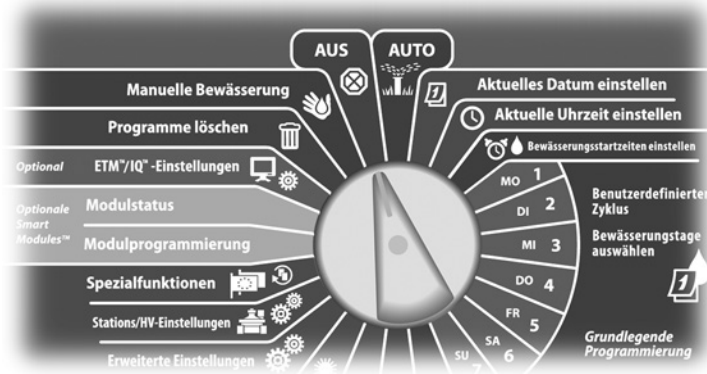 AUS
AUTO
Manuelle Bewässerung
Programme löschen
Optional
ETM™/IQ™ -Einstellungen
Optionale
Smart
Modules™
Modulstatus
Modulprogrammierung
Spezialfunktionen
Stations/HV-Einstellungen
Erweiterte Einstellungen
Aktuelles Datum einstellen
Aktuelle Uhrzeit einstellen
Bewässerungsstartzeiten einstellen
MO 1
DI 2
MI 3
DO 4
FR 5
SA 6
SU 7
Benutzerdefinierter
Zyklus
Bewässerungstage
auswählen
1
1
Grundlegende
Programmierung